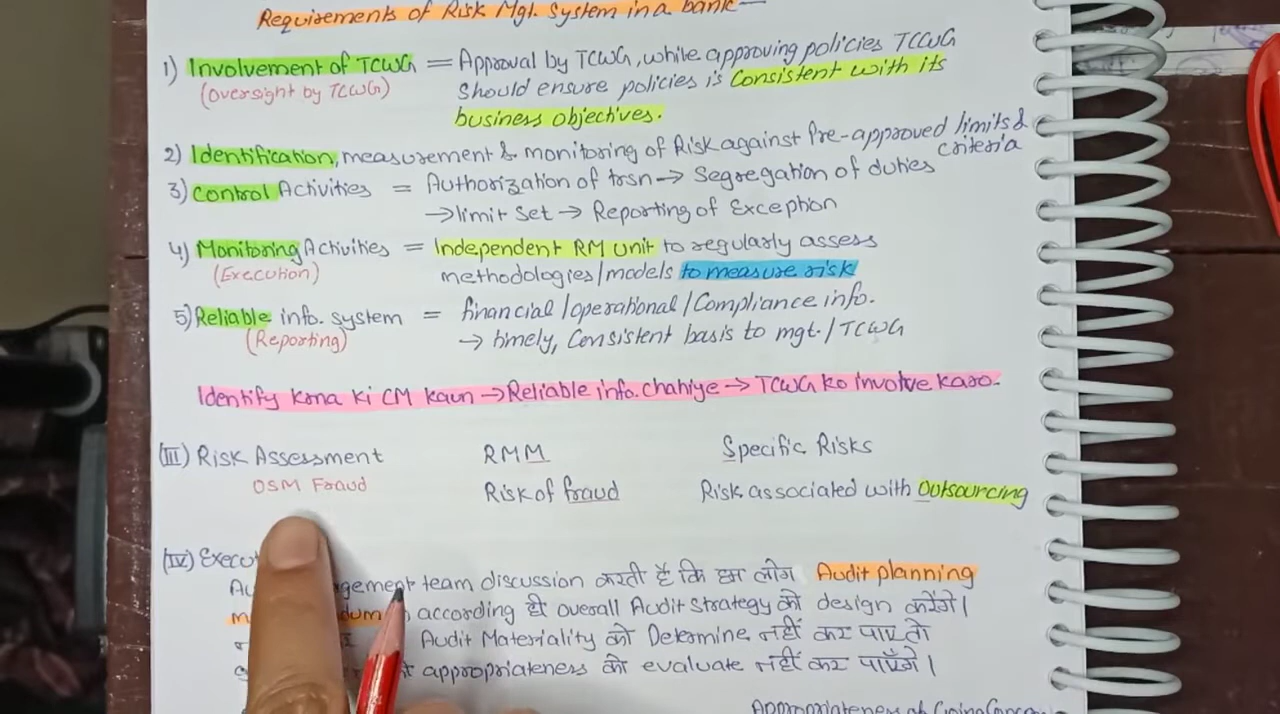 Requirements of Risk Mgt. System in a bank
1) Involvement of TCWG = Approval by TCWG, while approving policies TCWG
(Oversight by TCWG) should ensure policies is Consistent with its
business objectives.
2) Identification, measurement & monitoring of Risk against Pre-approved limits &
criteria
3) Control Activities = Authorization of trsn → Segregation of duties
→ limit set → Reporting of Exception
4) Monitoring Activities = Independent RM unit to regularly assess
(Execution) methodologies/models to measure risk
5) Reliable info. system = financial/operational/Compliance info.
(Reporting) → timely, Consistent basis to mgt./TCWG
Identify krna ki CM kaun → Reliable info. chahiye → TCWG ko involve karo.
(III) Risk Assessment RMM Specific Risks
OSM Fraud Risk of fraud Risk associated with Outsourcing
(IV)
team discussion करती है कि हम लोग Audit planning
according ही overall Audit strategy को design करेंगे।
Audit Materiality को Determine नहीं कर पाए तो
appropriateness को evaluate नहीं कर पाएँगे।
Appropriateness of Going